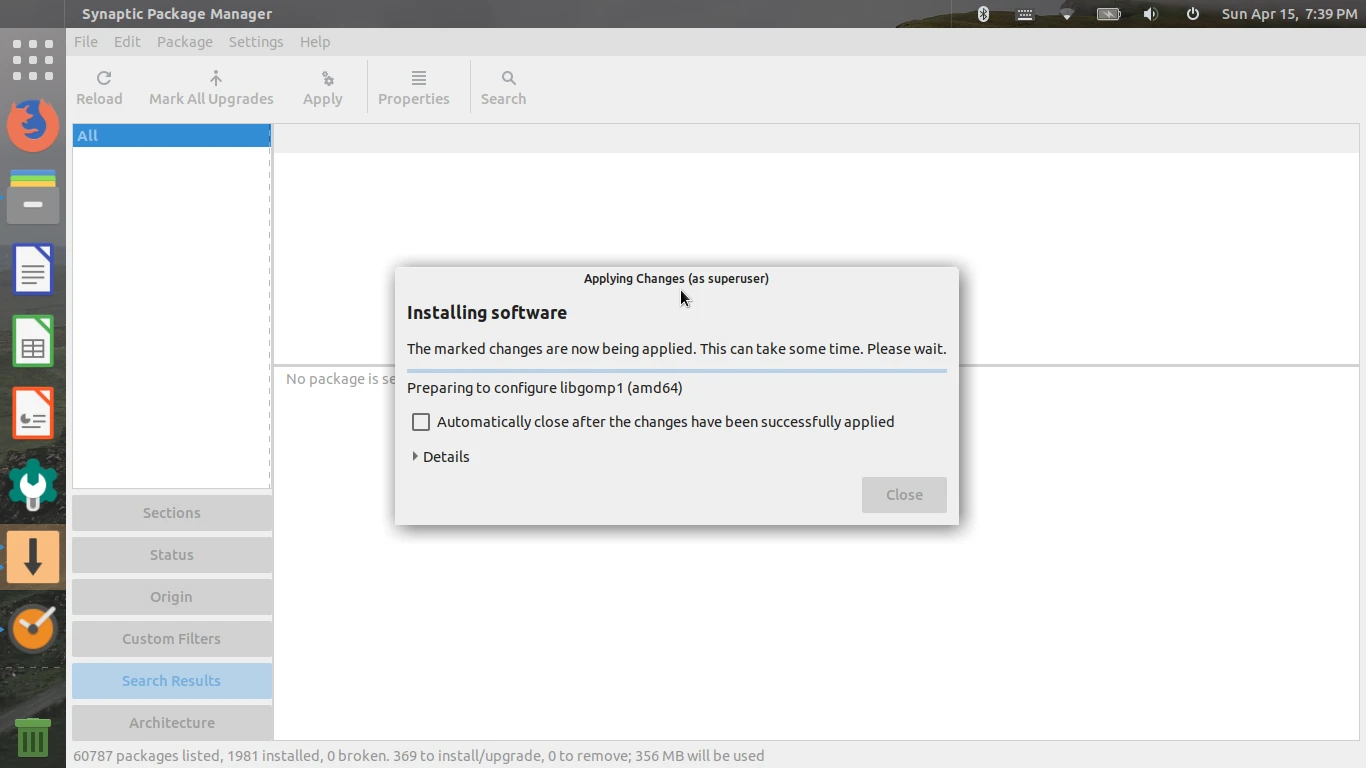 Synaptic Package Manager
Sun Apr 15, 7:39 PM
File Edit Package Settings Help
Reload Mark All Upgrades Apply Properties Search
All
Applying Changes (as superuser)
Installing software
The marked changes are now being applied. This can take some time. Please wait.
No package is se
Preparing to configure libgomp1 (amd64)
Automatically close after the changes have been successfully applied
Details
Close
Sections
Status
Origin
Custom Filters
Search Results
Architecture
60787 packages listed, 1981 installed, 0 broken. 369 to install/upgrade, 0 to remove; 356 MB will be used